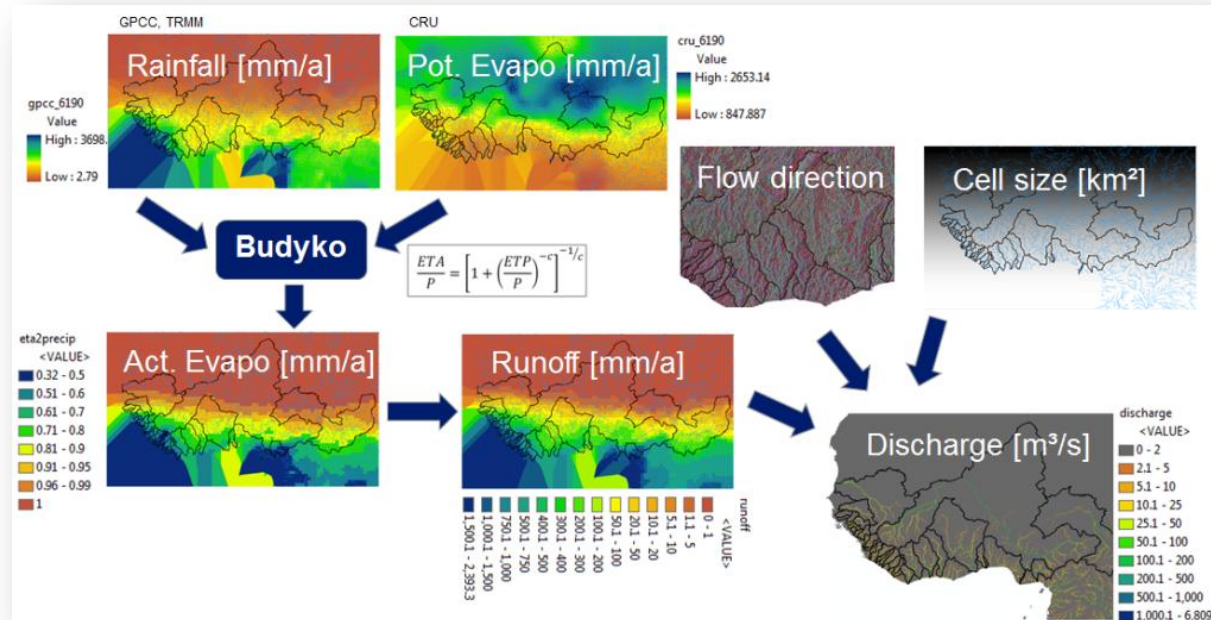 GPCC, TRMM
CRU
Rainfall [mm/a]
Pot. Evapo [mm/a]
gpcc_6190
Value
High : 3698.
Low : 2.79
cru_6190
Value
High : 2653.14
Low : 847.887
Flow direction
Cell size [km²]
Budyko
ETA/P = [1 + (ETP/P)^-c]^-1/c
eta2precip
<VALUE>
0.32 - 0.5
0.51 - 0.6
0.61 - 0.7
0.71 - 0.8
0.81 - 0.9
0.91 - 0.95
0.96 - 0.99
1
Act. Evapo [mm/a]
Runoff [mm/a]
runoff
<VALUE>
0 - 1
1.1 - 5
5.1 - 10
10.1 - 20
20.1 - 50
50.1 - 100
100.1 - 200
200.1 - 300
300.1 - 400
400.1 - 500
500.1 - 750
750.1 - 1,000
1,000.1 - 1,500
1,500.1 - 2,393.3
Discharge [m³/s]
discharge
<VALUE>
0 - 2
2.1 - 5
5.1 - 10
10.1 - 25
25.1 - 50
50.1 - 100
100.1 - 200
200.1 - 500
500.1 - 1,000
1,000.1 - 6,809